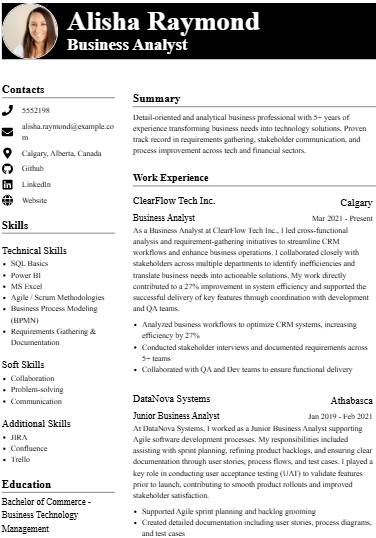 Alisha Raymond
Business Analyst
Contacts
5552198
alisha.raymond@example.co
m
Calgary, Alberta, Canada
Github
LinkedIn
Website
Skills
Technical Skills
• SQL Basics
• Power BI
• MS Excel
• Agile / Scrum Methodologies
• Business Process Modeling
(BPMN)
• Requirements Gathering &
Documentation
Soft Skills
• Collaboration
• Problem-solving
• Communication
Additional Skills
• JIRA
• Confluence
• Trello
Education
Bachelor of Commerce -
Business Technology
Management
Summary
Detail-oriented and analytical business professional with 5+ years of
experience transforming business needs into technology solutions. Proven
track record in requirements gathering, stakeholder communication, and
process improvement across tech and financial sectors.
Work Experience
ClearFlow Tech Inc. Calgary
Business Analyst Mar 2021 - Present
As a Business Analyst at ClearFlow Tech Inc., I led cross-functional
analysis and requirement-gathering initiatives to streamline CRM
workflows and enhance business operations. I collaborated closely with
stakeholders across multiple departments to identify inefficiencies and
translate business needs into actionable solutions. My work directly
contributed to a 27% improvement in system efficiency and supported the
successful delivery of key features through coordination with development
and QA teams.
• Analyzed business workflows to optimize CRM systems, increasing
efficiency by 27%
• Conducted stakeholder interviews and documented requirements across
5+ teams
• Collaborated with QA and Dev teams to ensure functional delivery
DataNova Systems Athabasca
Junior Business Analyst Jan 2019 - Feb 2021
At DataNova Systems, I worked as a Junior Business Analyst supporting
Agile software development processes. My responsibilities included
assisting with sprint planning, refining product backlogs, and ensuring clear
documentation through user stories, process flows, and test cases. I played a
key role in conducting user acceptance testing (UAT) to validate features
prior to launch, contributing to smooth product rollouts and improved
stakeholder satisfaction.
• Supported Agile sprint planning and backlog grooming
• Created detailed documentation including user stories, process diagrams,
and test cases